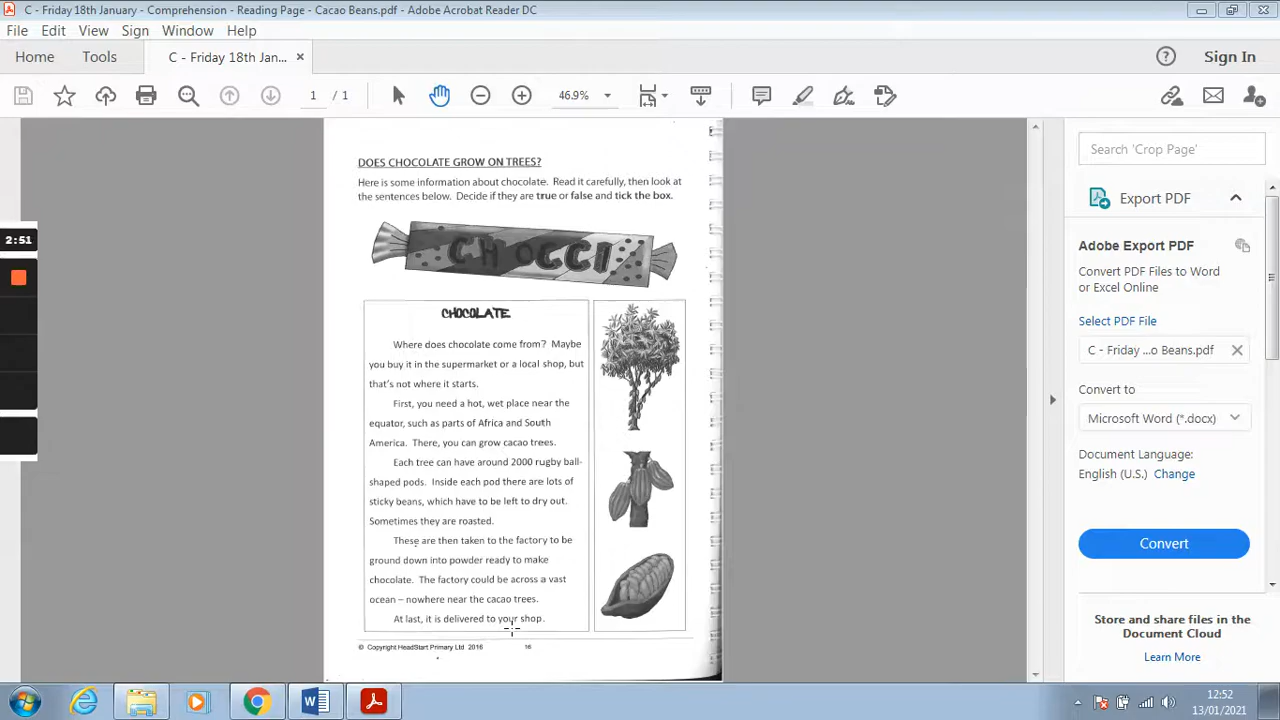 C - Friday 18th January - Comprehension - Reading Page - Cacao Beans.pdf - Adobe Acrobat Reader DC
File Edit View Sign Window Help
Home Tools C - Friday 18th Jan... ×
Sign In
1 / 1 46.9%
DOES CHOCOLATE GROW ON TREES?
Here is some information about chocolate. Read it carefully, then look at
the sentences below. Decide if they are true or false and tick the box.
CHOCCI
CHOCOLATE
Where does chocolate come from? Maybe
you buy it in the supermarket or a local shop, but
that's not where it starts.
First, you need a hot, wet place near the
equator, such as parts of Africa and South
America. There, you can grow cacao trees.
Each tree can have around 2000 rugby ball-
shaped pods. Inside each pod there are lots of
sticky beans, which have to be left to dry out.
Sometimes they are roasted.
These are then taken to the factory to be
ground down into powder ready to make
chocolate. The factory could be across a vast
ocean – nowhere near the cacao trees.
At last, it is delivered to your shop.
© Copyright HeadStart Primary Ltd 2016 16
2:51
Search 'Crop Page'
Export PDF
Adobe Export PDF
Convert PDF Files to Word
or Excel Online
Select PDF File
C - Friday ...o Beans.pdf
Convert to
Microsoft Word (*.docx)
Document Language:
English (U.S.) Change
Convert
Store and share files in the
Document Cloud
Learn More
12:52
13/01/2021